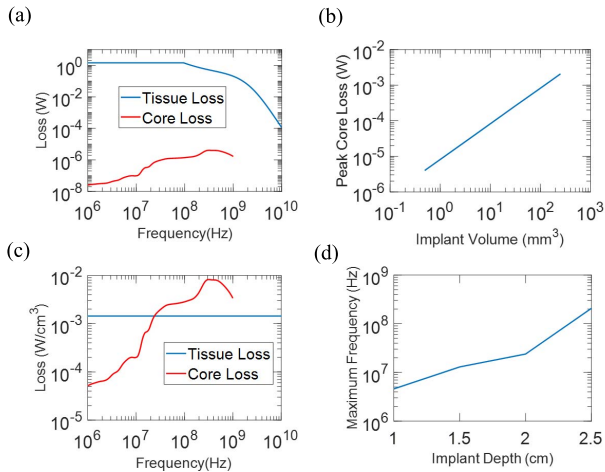 (a)
10^0
10^-2
10^-4
10^-6
10^-8
Loss (W)
Tissue Loss
Core Loss
10^6 10^7 10^8 10^9 10^10
Frequency(Hz)
(b)
10^-2
10^-3
10^-4
10^-5
10^-6
Peak Core Loss (W)
10^-1 10^0 10^1 10^2 10^3
Implant Volume (mm^3)
(c)
10^-2
10^-3
10^-4
10^-5
Loss (W/cm^3)
Tissue Loss
Core Loss
10^6 10^7 10^8 10^9 10^10
Frequency(Hz)
(d)
10^9
10^8
10^7
10^6
Maximum Frequency (Hz)
1 1.5 2 2.5
Implant Depth (cm)